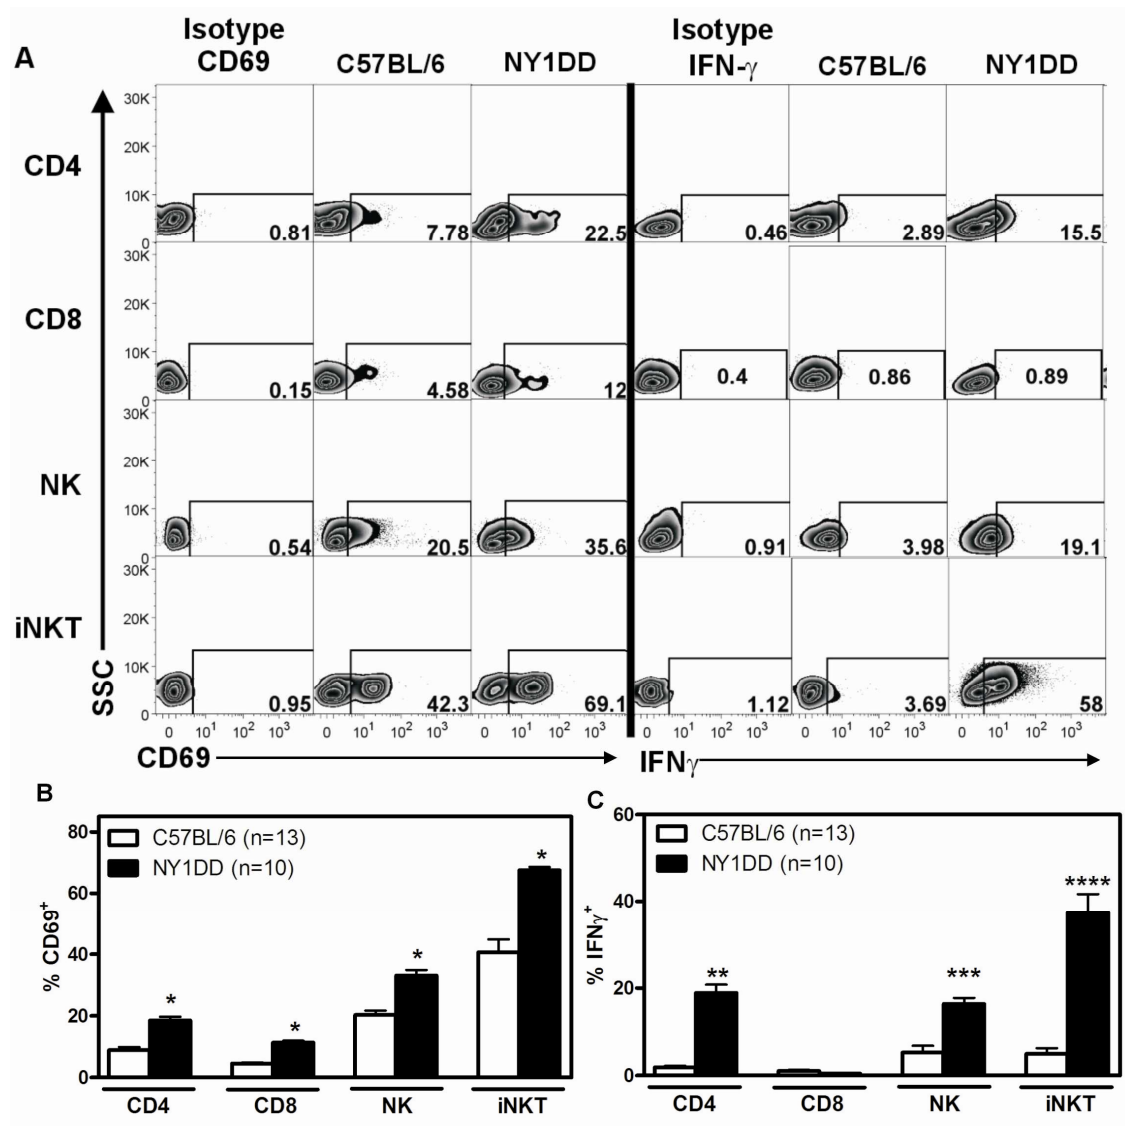 A
Isotype
CD69
C57BL/6
NY1DD
Isotype
IFN-γ
C57BL/6
NY1DD
CD4
30K
20K
10K
0
0.81
7.78
22.5
0.46
2.89
15.5
CD8
30K
20K
10K
0
0.15
4.58
12
0.4
0.86
0.89
NK
30K
20K
10K
0
0.54
20.5
35.6
0.91
3.98
19.1
iNKT
30K
20K
10K
0
0.95
42.3
69.1
1.12
3.69
58
SSC
0 10¹ 10² 10³
0 10¹ 10² 10³
0 10¹ 10² 10³
0 10¹ 10² 10³
0 10¹ 10² 10³
0 10¹ 10² 10³
CD69
IFNγ
B
% CD69⁺
80
60
40
20
0
C57BL/6 (n=13)
NY1DD (n=10)
*
*
*
*
CD4
CD8
NK
iNKT
C
% IFNγ⁺
60
40
20
0
C57BL/6 (n=13)
NY1DD (n=10)
**
***
****
CD4
CD8
NK
iNKT